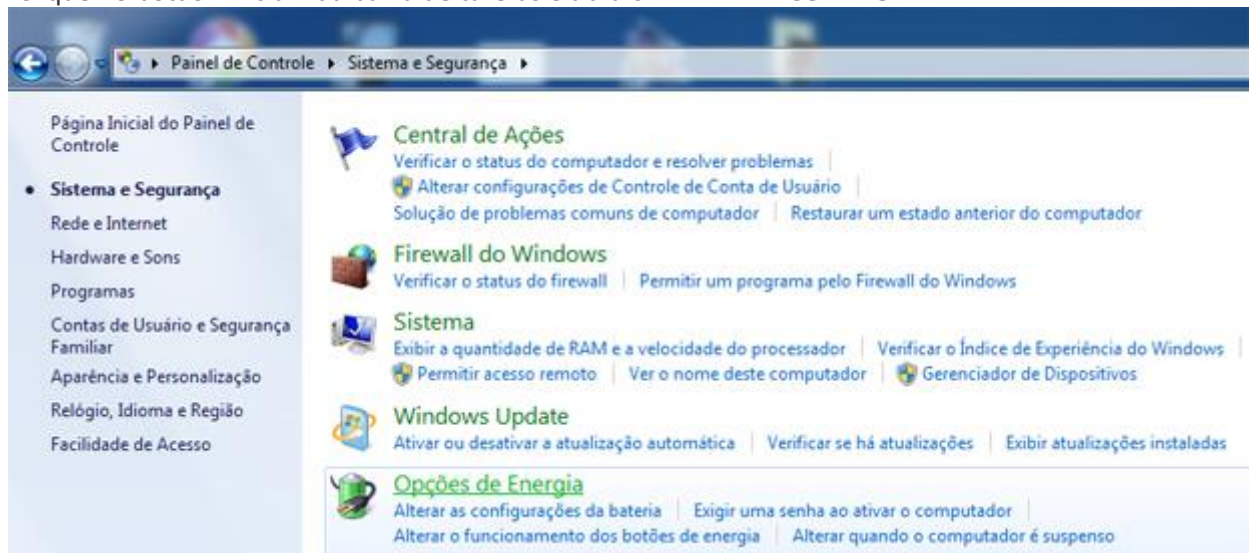 Painel de Controle ▸ Sistema e Segurança ▸
Página Inicial do Painel de
Controle
Sistema e Segurança
Rede e Internet
Hardware e Sons
Programas
Contas de Usuário e Segurança
Familiar
Aparência e Personalização
Relógio, Idioma e Região
Facilidade de Acesso
Central de Ações
Verificar o status do computador e resolver problemas
Alterar configurações de Controle de Conta de Usuário
Solução de problemas comuns de computador | Restaurar um estado anterior do computador
Firewall do Windows
Verificar o status do firewall | Permitir um programa pelo Firewall do Windows
Sistema
Exibir a quantidade de RAM e a velocidade do processador | Verificar o Índice de Experiência do Windows
Permitir acesso remoto | Ver o nome deste computador | Gerenciador de Dispositivos
Windows Update
Ativar ou desativar a atualização automática | Verificar se há atualizações | Exibir atualizações instaladas
Opções de Energia
Alterar as configurações da bateria | Exigir uma senha ao ativar o computador
Alterar o funcionamento dos botões de energia | Alterar quando o computador é suspenso